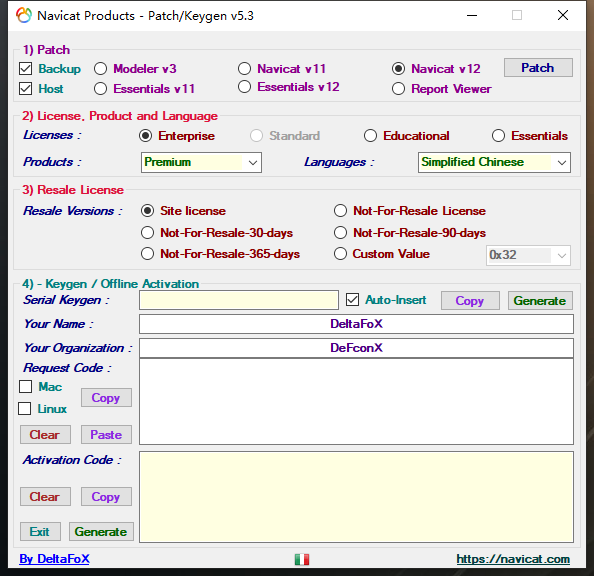 Navicat Products - Patch/Keygen v5.3
1) Patch
Backup Modeler v3 Navicat v11 Navicat v12 Patch
Host Essentials v11 Essentials v12 Report Viewer
2) License, Product and Language
Licenses : Enterprise Standard Educational Essentials
Products : Premium Languages : Simplified Chinese
3) Resale License
Resale Versions : Site license Not-For-Resale License
Not-For-Resale-30-days Not-For-Resale-90-days
Not-For-Resale-365-days Custom Value 0x32
4) - Keygen / Offline Activation
Serial Keygen : Auto-Insert Copy Generate
Your Name : DeltaFoX
Your Organization : DeFconX
Request Code :
Mac
Copy
Linux
Clear Paste
Activation Code :
Clear Copy
Exit Generate
By DeltaFoX https://navicat.com